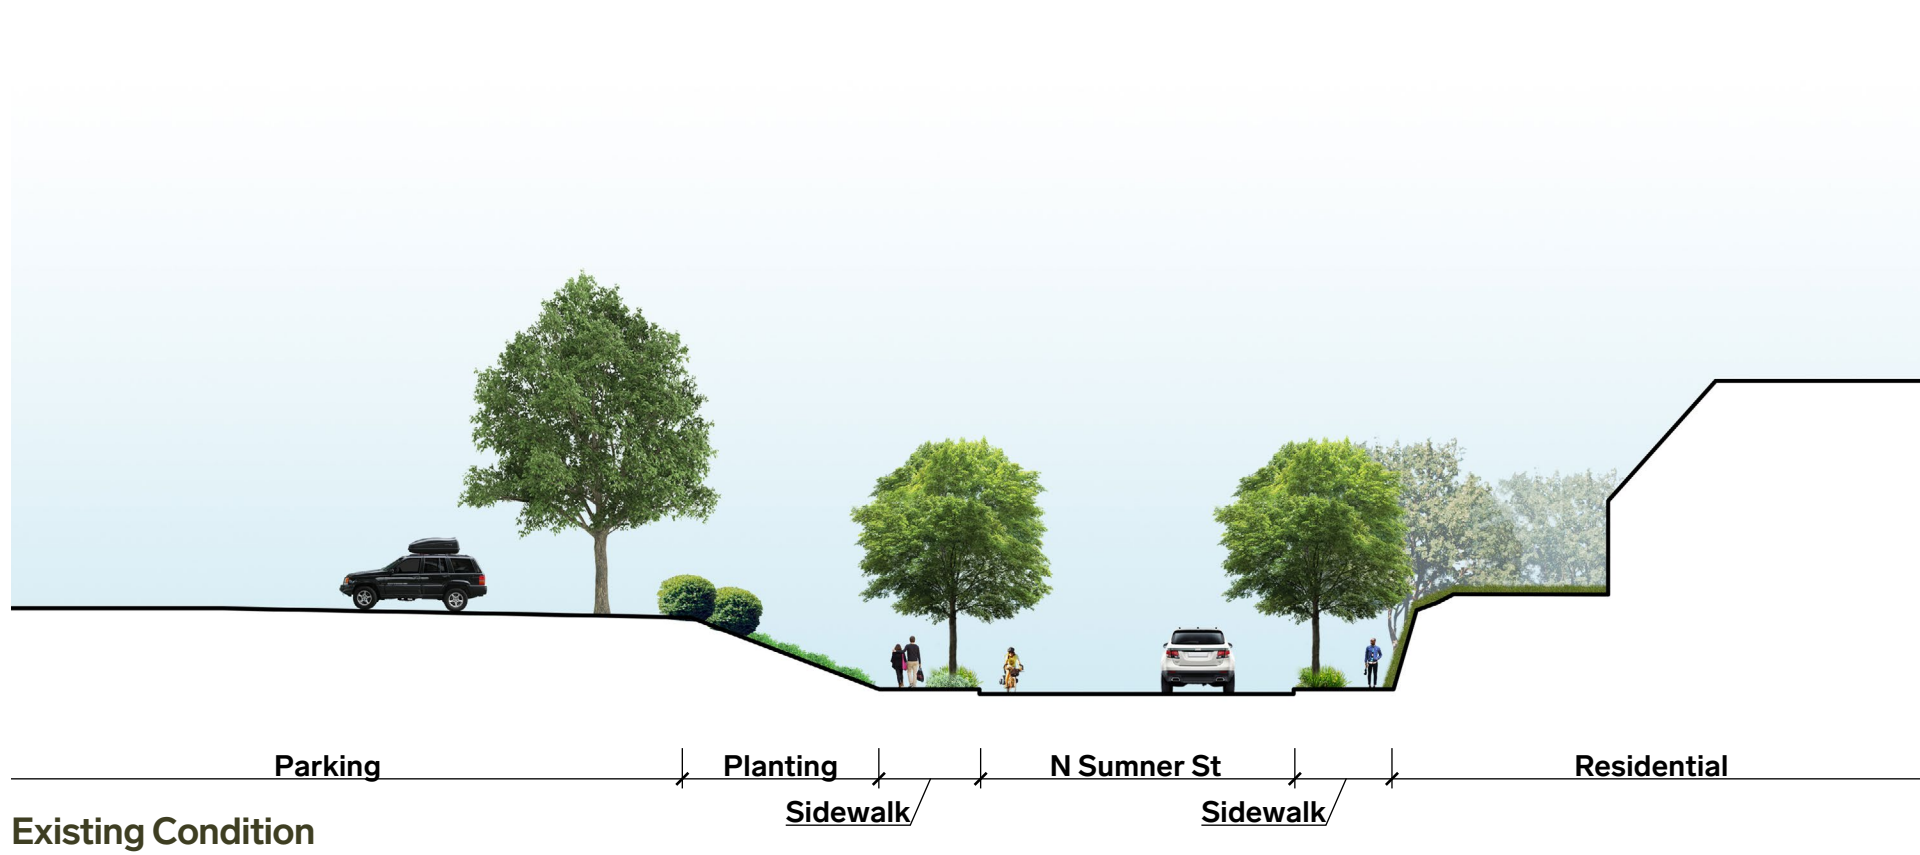 Parking
Planting
N Sumner St
Residential
Sidewalk
Sidewalk
Existing Condition